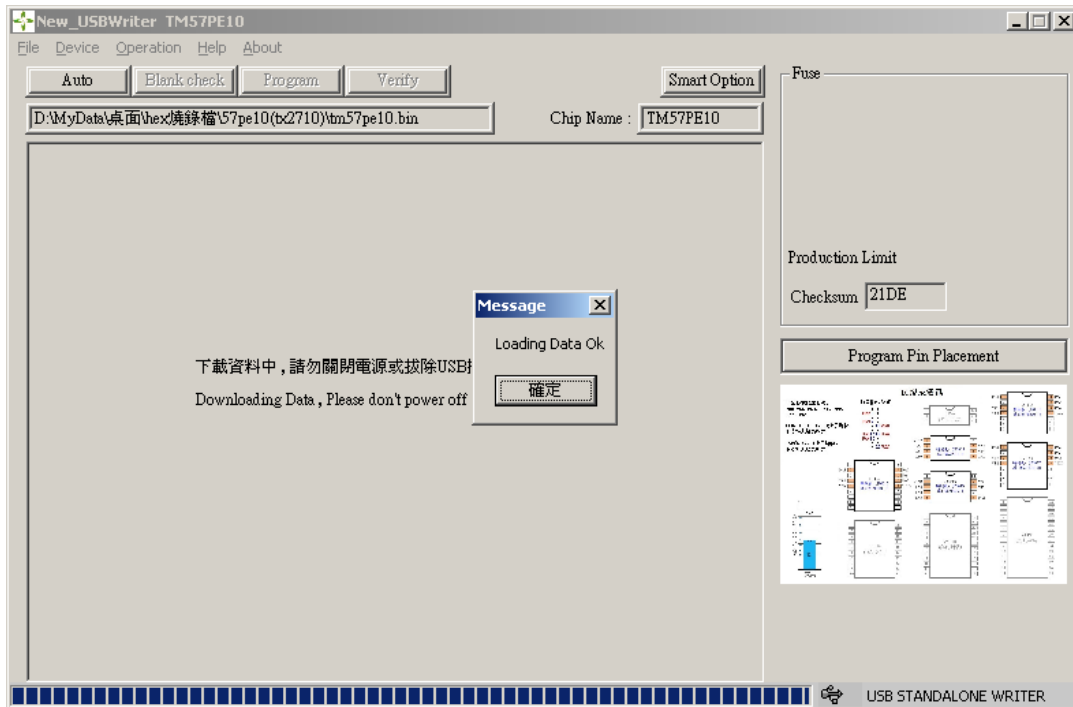 New_USBWriter TM57PE10
File Device Operation Help About
Auto Blank check Program Verify Smart Option
D:\MyData\桌面\hex燒錄檔\57pe10(tx2710)\tm57pe10.bin
Chip Name : TM57PE10
Fuse
Production Limit
Checksum 21DE
Program Pin Placement
Message
Loading Data Ok
確定
下載資料中,請勿關閉電源或拔除USB
Downloading Data , Please don't power off
USB STANDALONE WRITER